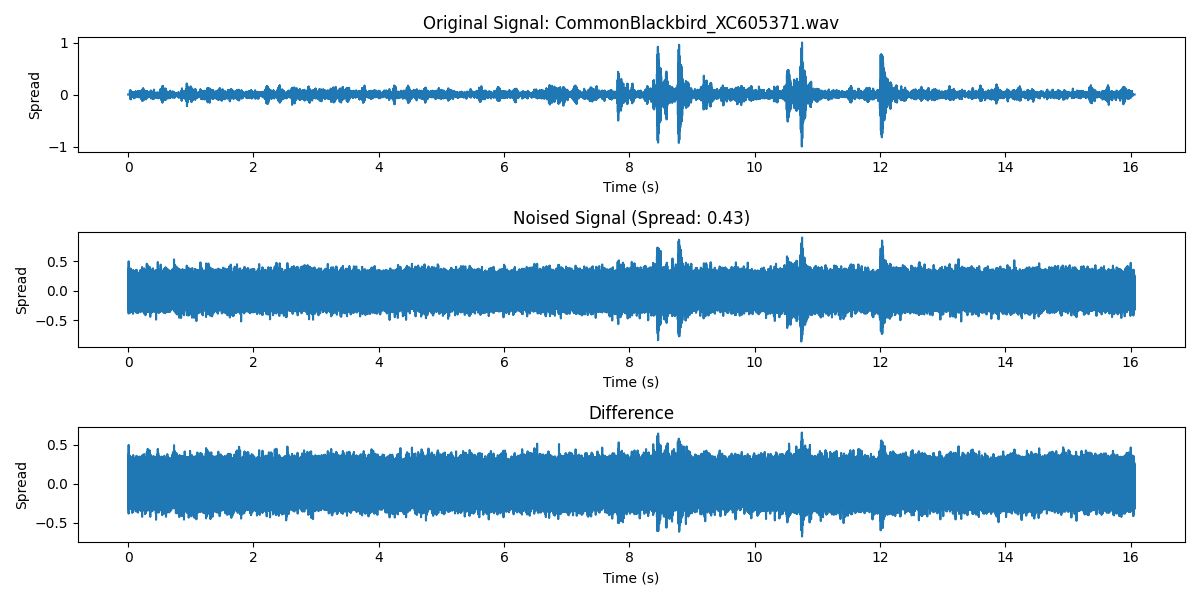 Original Signal: CommonBlackbird_XC605371.wav
1
0
−1
Spread
0 2 4 6 8 10 12 14 16
Time (s)
Noised Signal (Spread: 0.43)
0.5
0.0
−0.5
Spread
0 2 4 6 8 10 12 14 16
Time (s)
Difference
0.5
0.0
−0.5
Spread
0 2 4 6 8 10 12 14 16
Time (s)